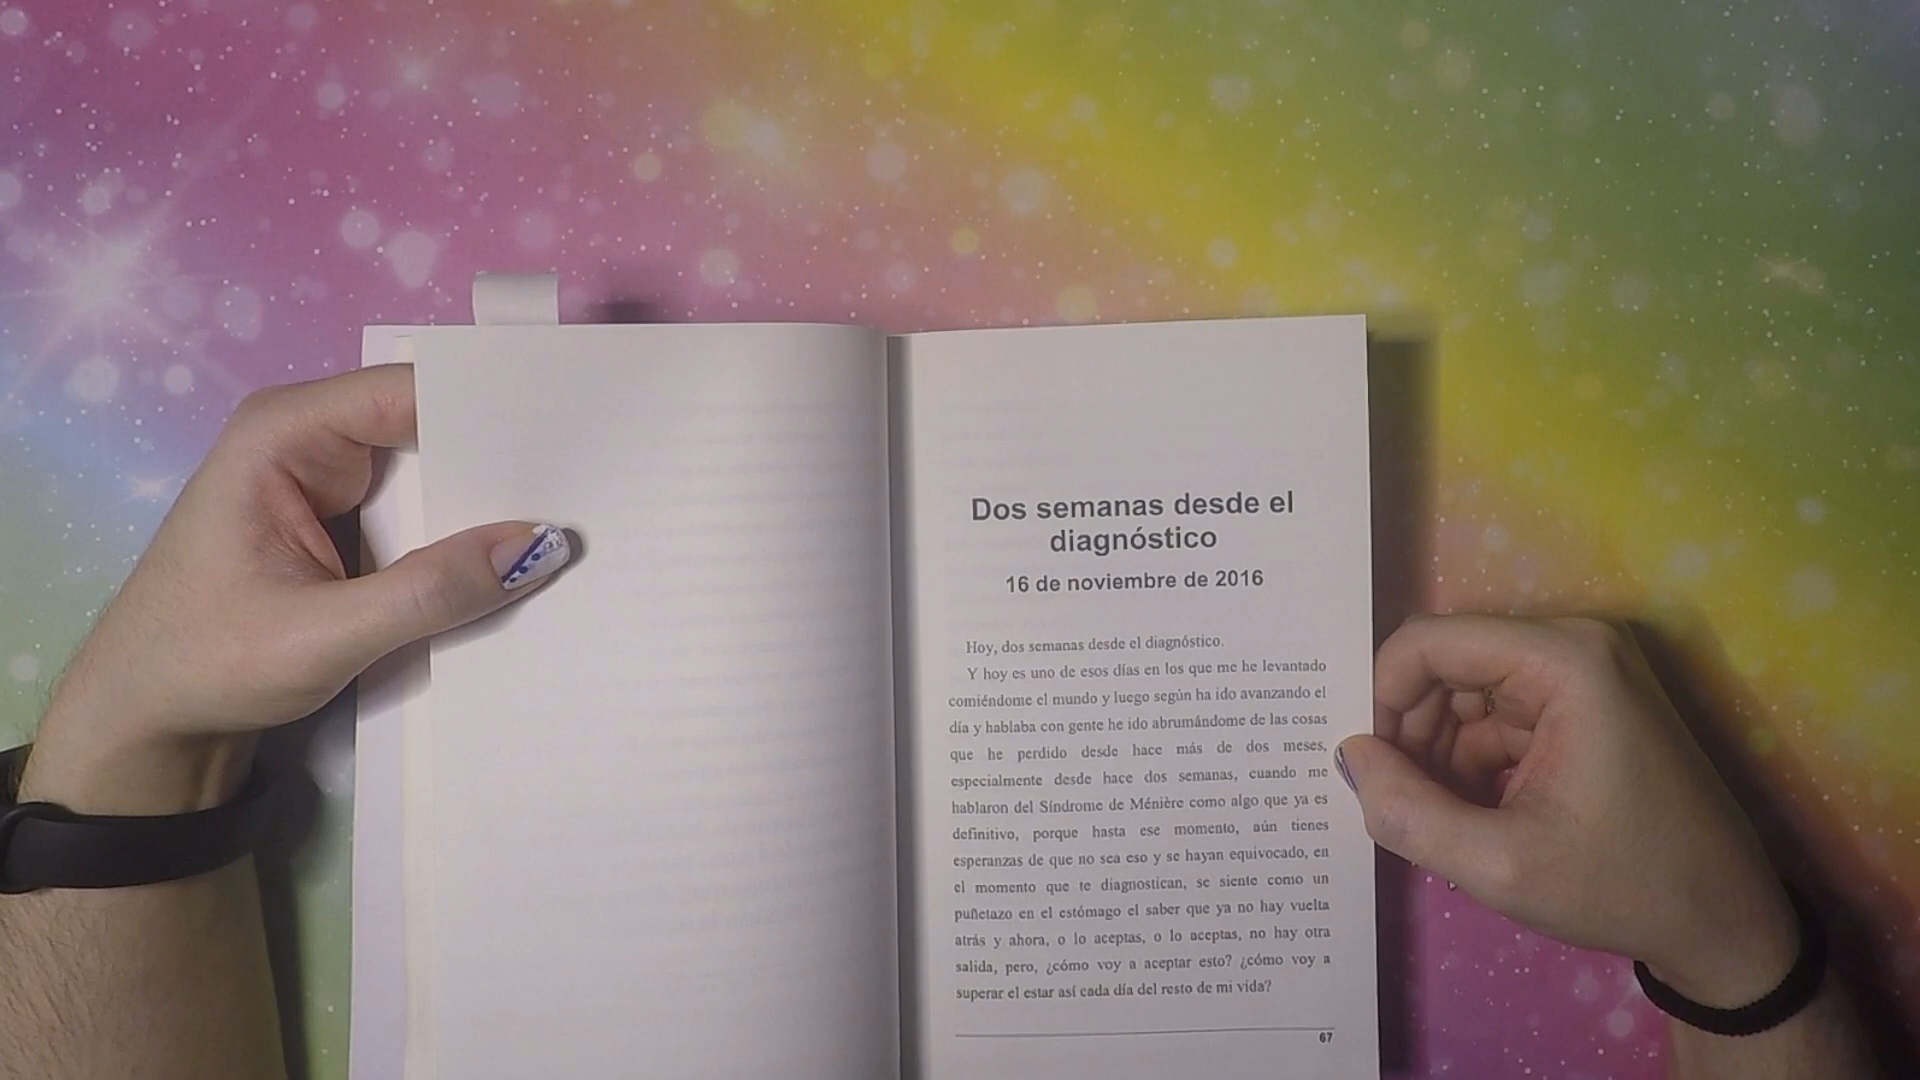 Dos semanas desde el
diagnóstico
16 de noviembre de 2016
Hoy, dos semanas desde el diagnóstico.
Y hoy es uno de esos días en los que me he levantado
comiéndome el mundo y luego según ha ido avanzando el
día y hablaba con gente he ido abrumándome de las cosas
que he perdido desde hace más de dos meses,
especialmente desde hace dos semanas, cuando me
hablaron del Síndrome de Ménière como algo que ya es
definitivo, porque hasta ese momento, aún tienes
esperanzas de que no sea eso y se hayan equivocado, en
el momento que te diagnostican, se siente como un
puñetazo en el estómago el saber que ya no hay vuelta
atrás y ahora, o lo aceptas, o lo aceptas, no hay otra
salida, pero, ¿cómo voy a aceptar esto? ¿cómo voy a
superar el estar así cada día del resto de mi vida?
67